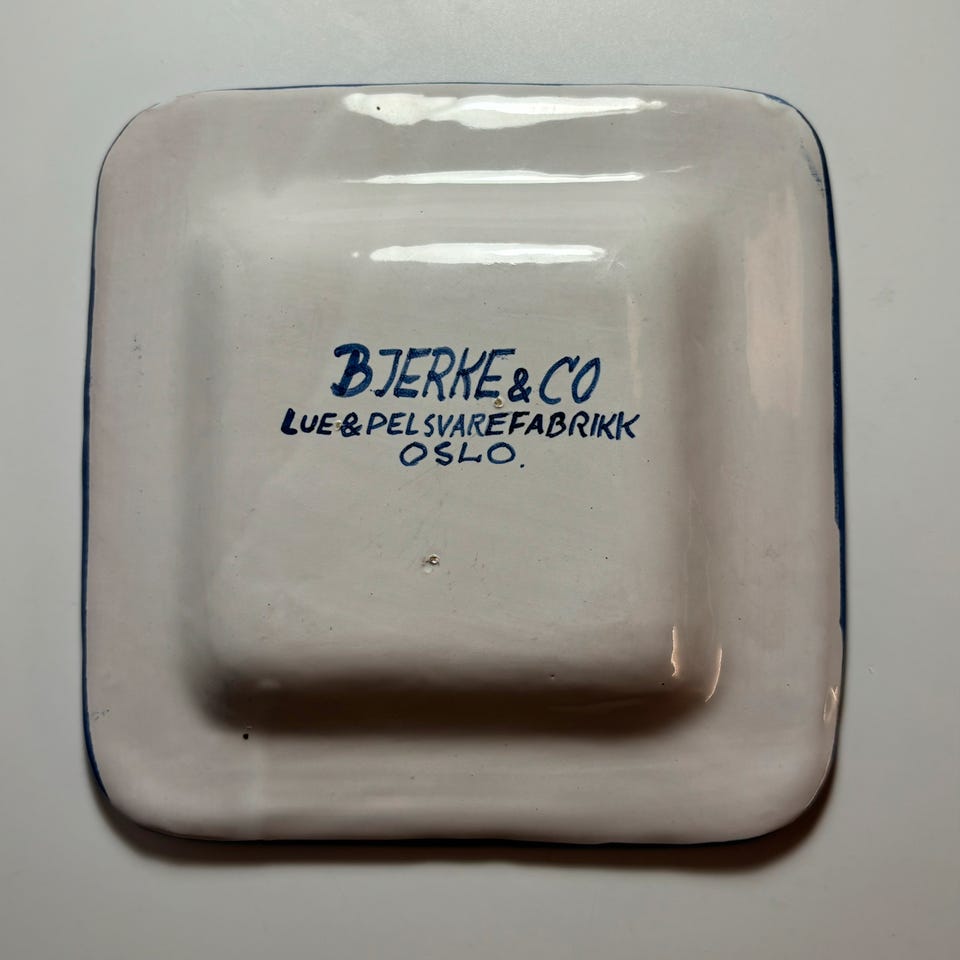 BJERKE & CO
LUE & PELSVAREFABRIKK
OSLO.